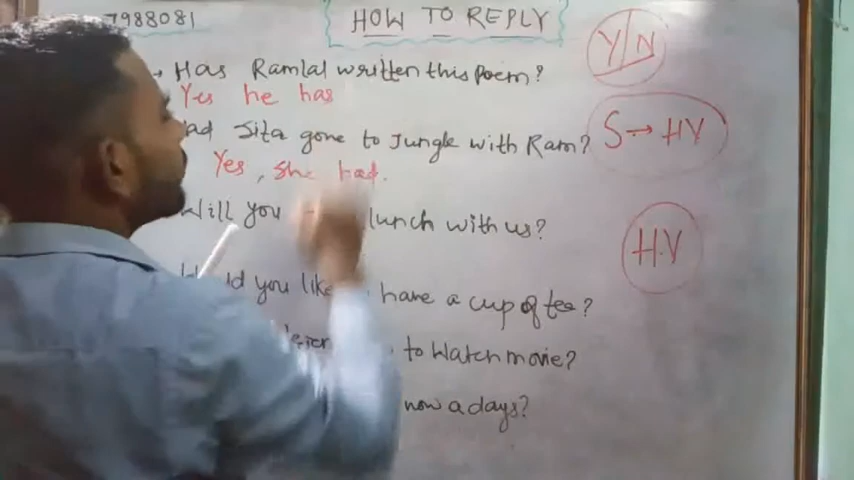 7988081
HOW TO REPLY
Y/N
Has Ramlal written this poem?
Yes he has
S → HV
Sita gone to Jungle with Ram?
Yes, she had.
Will you lunch with us?
H.V
you like have a cup of tea?
to Watch movie?
now a days?